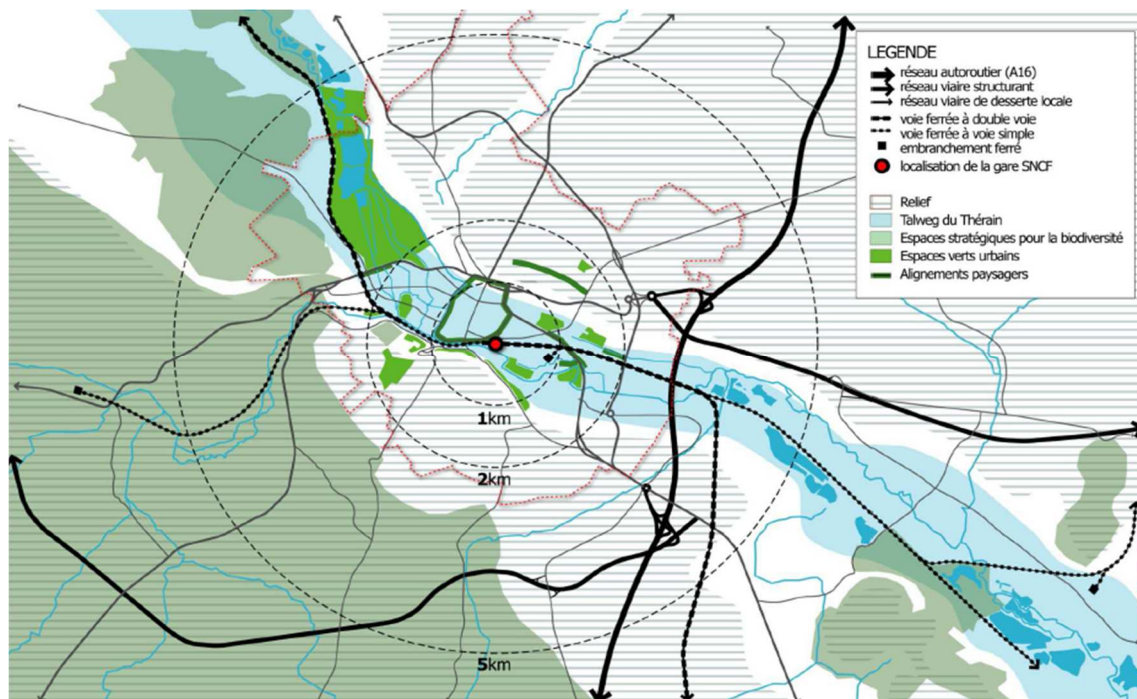 LEGENDE
réseau autoroutier (A16)
réseau viaire structurant
réseau viaire de desserte locale
voie ferrée à double voie
voie ferrée à voie simple
embranchement ferré
localisation de la gare SNCF
Relief
Talweg du Thérain
Espaces stratégiques pour la biodiversité
Espaces verts urbains
Alignements paysagers
1km
2km
5km